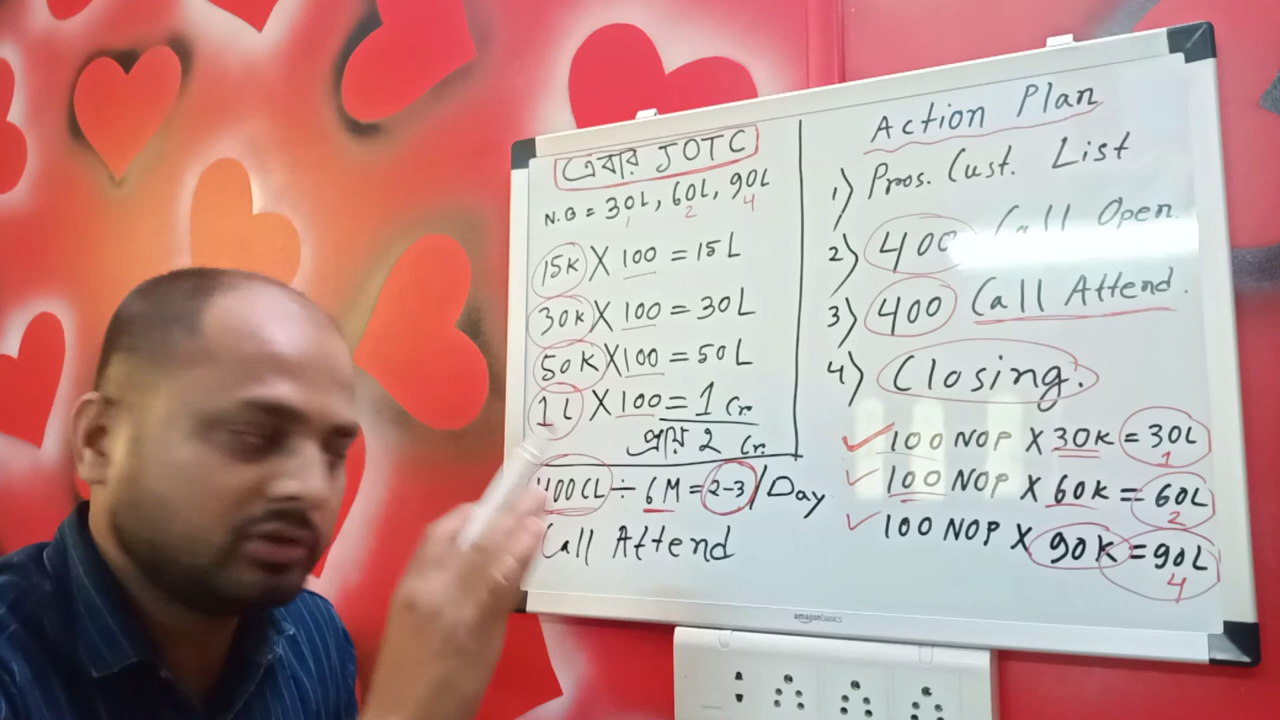 এবার JOTC
N.B = 30L, 60L, 90L
1 2 4
15K X 100 = 15 L
30K X 100 = 30L
50K X 100 = 50L
1L X 100 = 1 Cr
প্রায় 2 Cr.
400CL ÷ 6M = 2-3 / Day
Call Attend
Action Plan
1) Pros. Cust. List
2) 400 Call Open.
3) 400 Call Attend.
4) Closing.
100 NOP X 30K = 30L
1
100 NOP X 60K = 60L
2
100 NOP X 90K = 90L
4
amazonbasics